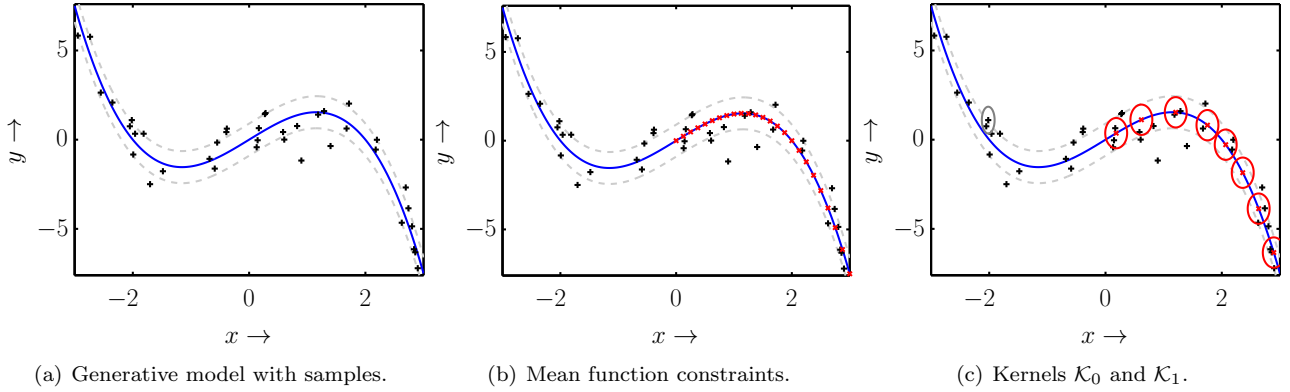 5
0
−5
−2
0
2
y →
x →
(a) Generative model with samples.
5
0
−5
−2
0
2
y →
x →
(b) Mean function constraints.
5
0
−5
−2
0
2
y →
x →
(c) Kernels 𝒦₀ and 𝒦₁.